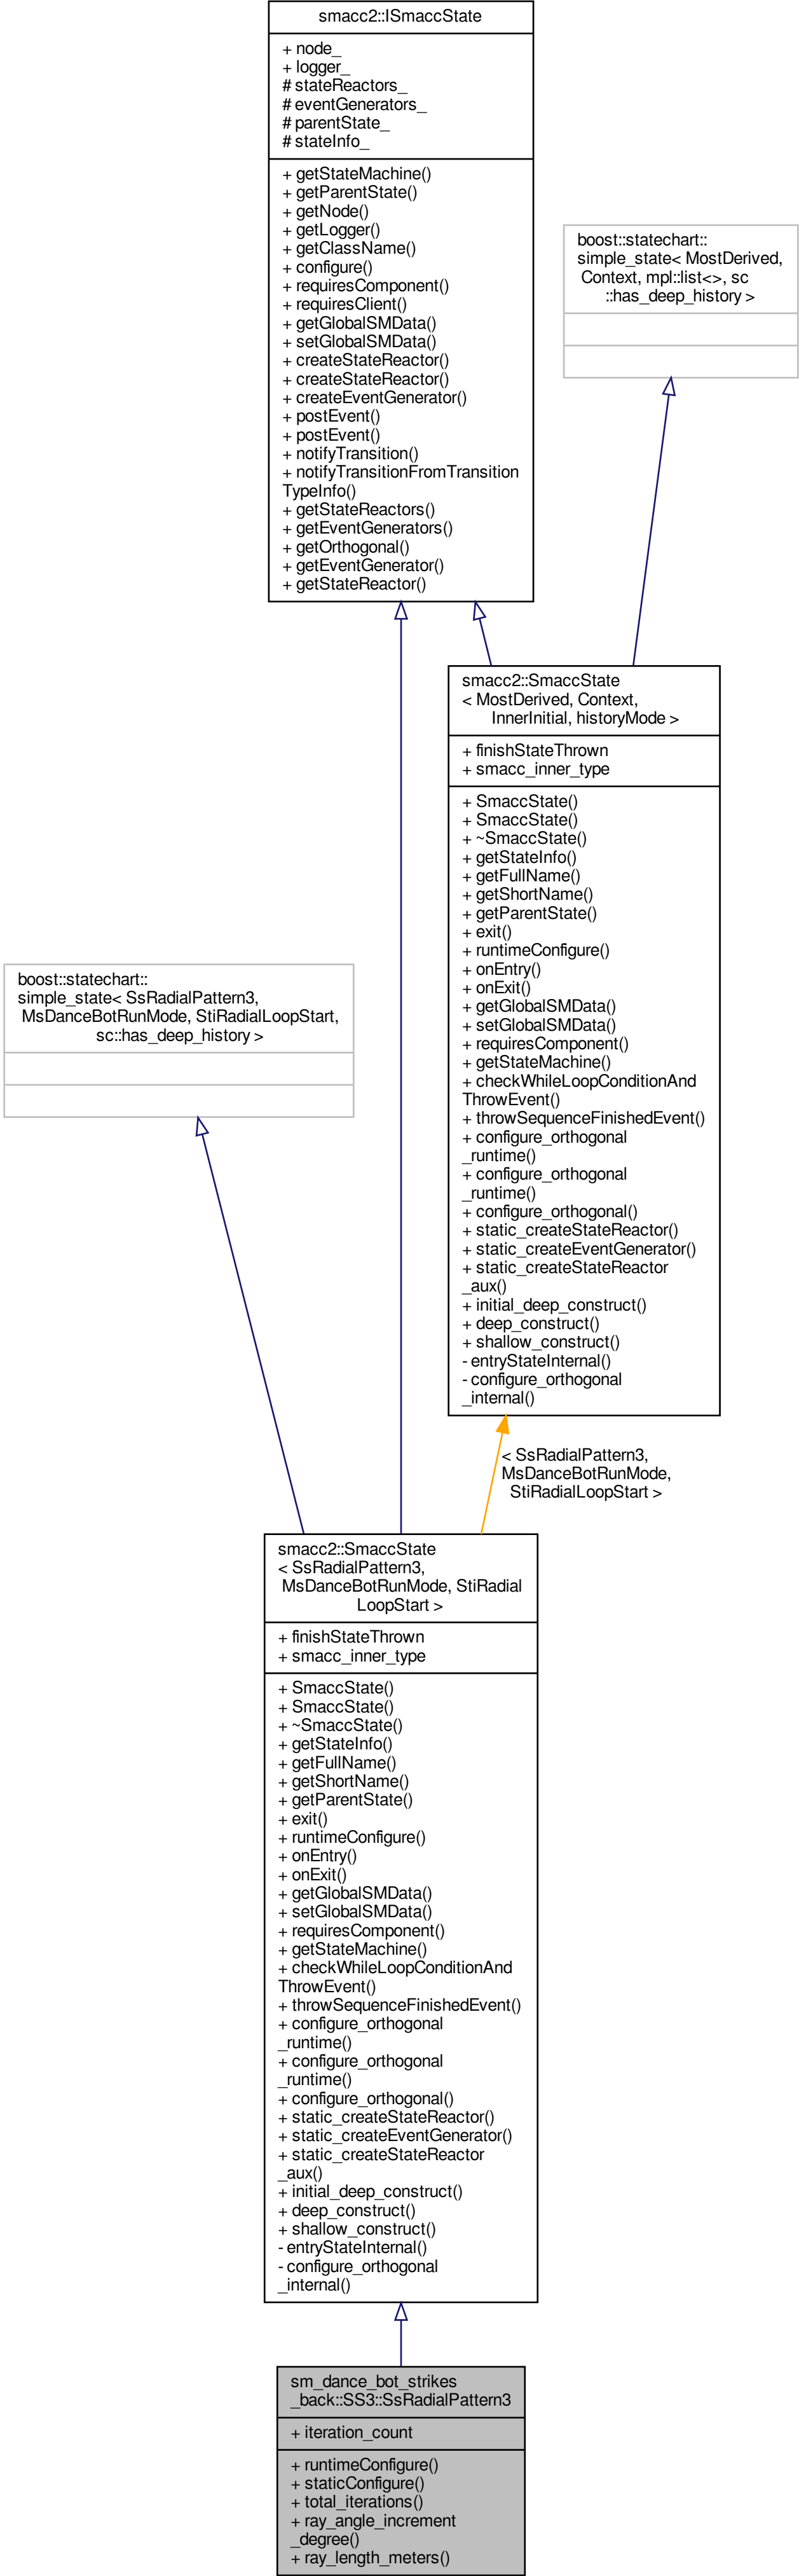 smacc2::ISmaccState
+ node_
+ logger_
# stateReactors_
# eventGenerators_
# parentState_
# stateInfo_
+ getStateMachine()
+ getParentState()
+ getNode()
+ getLogger()
+ getClassName()
+ configure()
+ requiresComponent()
+ requiresClient()
+ getGlobalSMData()
+ setGlobalSMData()
+ createStateReactor()
+ createStateReactor()
+ createEventGenerator()
+ postEvent()
+ postEvent()
+ notifyTransition()
+ notifyTransitionFromTransition
TypeInfo()
+ getStateReactors()
+ getEventGenerators()
+ getOrthogonal()
+ getEventGenerator()
+ getStateReactor()
boost::statechart::
simple_state< MostDerived,
Context, mpl::list<>, sc
::has_deep_history >
smacc2::SmaccState
< MostDerived, Context,
InnerInitial, historyMode >
+ finishStateThrown
+ smacc_inner_type
+ SmaccState()
+ SmaccState()
+ ~SmaccState()
+ getStateInfo()
+ getFullName()
+ getShortName()
+ getParentState()
+ exit()
+ runtimeConfigure()
+ onEntry()
+ onExit()
+ getGlobalSMData()
+ setGlobalSMData()
+ requiresComponent()
+ getStateMachine()
+ checkWhileLoopConditionAnd
ThrowEvent()
+ throwSequenceFinishedEvent()
+ configure_orthogonal
_runtime()
+ configure_orthogonal
_runtime()
+ configure_orthogonal()
+ static_createStateReactor()
+ static_createEventGenerator()
+ static_createStateReactor
_aux()
+ initial_deep_construct()
+ deep_construct()
+ shallow_construct()
- entryStateInternal()
- configure_orthogonal
_internal()
boost::statechart::
simple_state< SsRadialPattern3,
MsDanceBotRunMode, StiRadialLoopStart,
sc::has_deep_history >
< SsRadialPattern3,
MsDanceBotRunMode,
StiRadialLoopStart >
smacc2::SmaccState
< SsRadialPattern3,
MsDanceBotRunMode, StiRadial
LoopStart >
+ finishStateThrown
+ smacc_inner_type
+ SmaccState()
+ SmaccState()
+ ~SmaccState()
+ getStateInfo()
+ getFullName()
+ getShortName()
+ getParentState()
+ exit()
+ runtimeConfigure()
+ onEntry()
+ onExit()
+ getGlobalSMData()
+ setGlobalSMData()
+ requiresComponent()
+ getStateMachine()
+ checkWhileLoopConditionAnd
ThrowEvent()
+ throwSequenceFinishedEvent()
+ configure_orthogonal
_runtime()
+ configure_orthogonal
_runtime()
+ configure_orthogonal()
+ static_createStateReactor()
+ static_createEventGenerator()
+ static_createStateReactor
_aux()
+ initial_deep_construct()
+ deep_construct()
+ shallow_construct()
- entryStateInternal()
- configure_orthogonal
_internal()
sm_dance_bot_strikes
_back::SS3::SsRadialPattern3
+ iteration_count
+ runtimeConfigure()
+ staticConfigure()
+ total_iterations()
+ ray_angle_increment
_degree()
+ ray_length_meters()